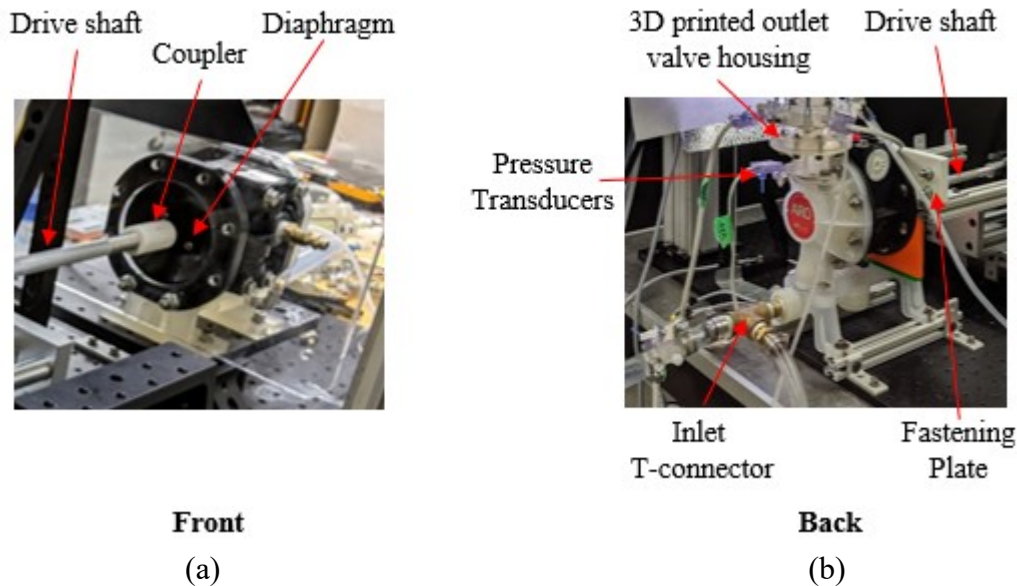 Drive shaft
Coupler
Diaphragm
3D printed outlet
valve housing
Drive shaft
Pressure
Transducers
ARO
Inlet
T-connector
Fastening
Plate
Front
Back
(a)
(b)